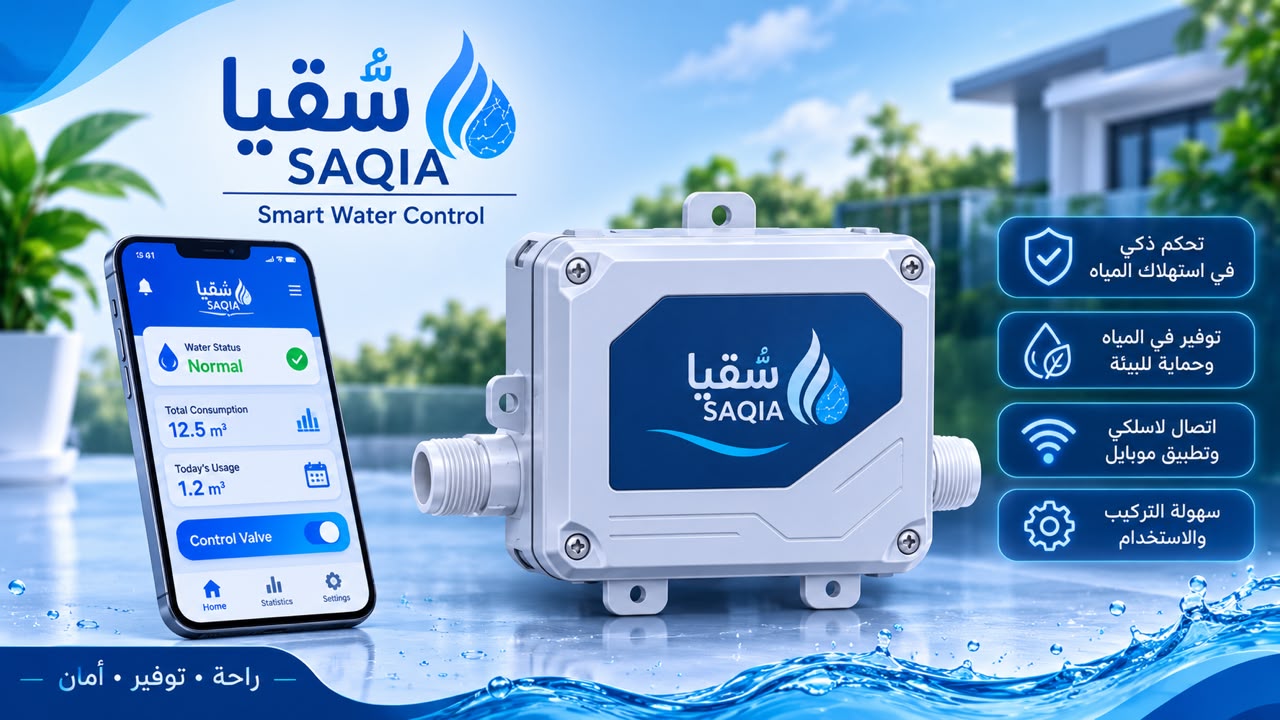 سُقيا
SAQIA
Smart Water Control
سقيا
SAQIA
Water Status
Normal
Total Consumption
12.5 m³
Today's Usage
1.2 m³
Control Valve
Home
Statistics
Settings
سُقيا
SAQIA
تحكم ذكي
في استهلاك المياه
توفير في المياه
وحماية للبيئة
اتصال لاسلكي
وتطبيق موبايل
سهولة التركيب
والاستخدام
راحة • توفير • أمان